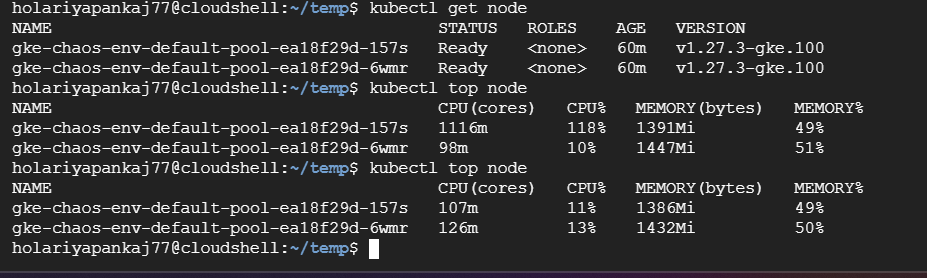 holariyapankaj77@cloudshell:~/temp$ kubectl get node
NAME STATUS ROLES AGE VERSION
gke-chaos-env-default-pool-ea18f29d-157s Ready <none> 60m v1.27.3-gke.100
gke-chaos-env-default-pool-ea18f29d-6wmr Ready <none> 60m v1.27.3-gke.100
holariyapankaj77@cloudshell:~/temp$ kubectl top node
NAME CPU(cores) CPU% MEMORY(bytes) MEMORY%
gke-chaos-env-default-pool-ea18f29d-157s 1116m 118% 1391Mi 49%
gke-chaos-env-default-pool-ea18f29d-6wmr 98m 10% 1447Mi 51%
holariyapankaj77@cloudshell:~/temp$ kubectl top node
NAME CPU(cores) CPU% MEMORY(bytes) MEMORY%
gke-chaos-env-default-pool-ea18f29d-157s 107m 11% 1386Mi 49%
gke-chaos-env-default-pool-ea18f29d-6wmr 126m 13% 1432Mi 50%
holariyapankaj77@cloudshell:~/temp$